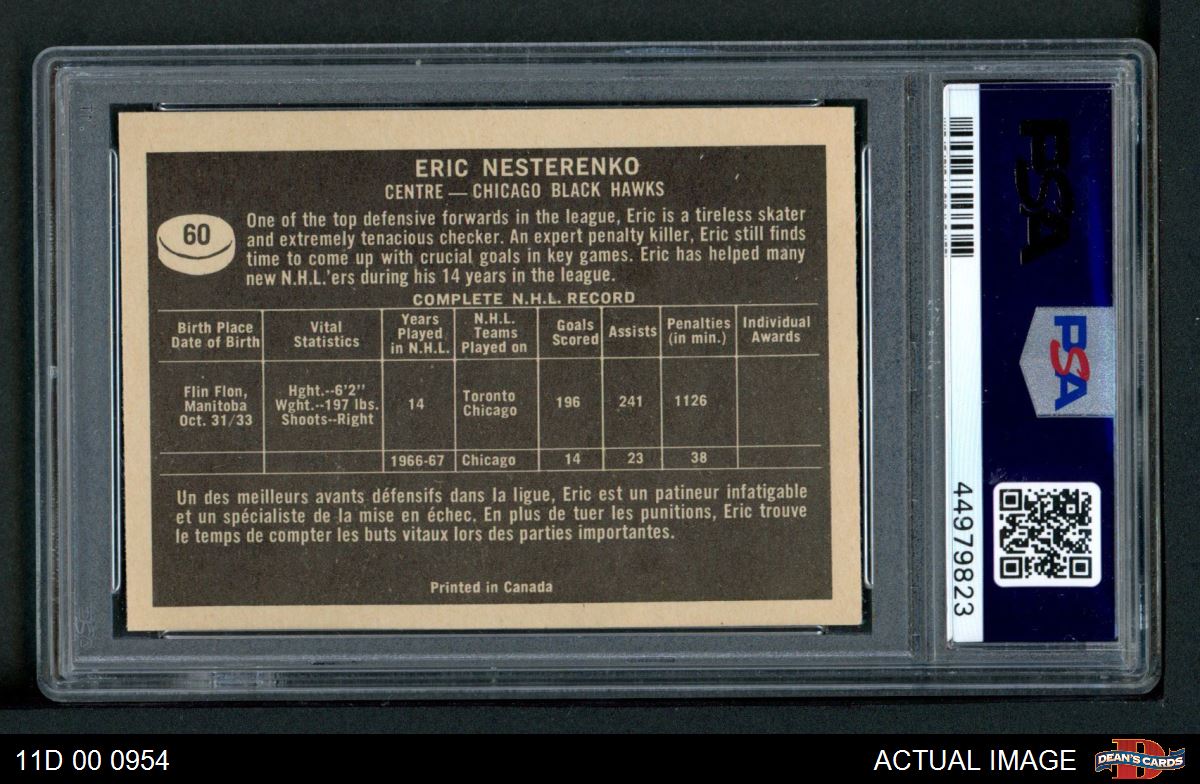 ERIC NESTERENKO
CENTRE — CHICAGO BLACK HAWKS
60
One of the top defensive forwards in the league, Eric is a tireless skater
and extremely tenacious checker. An expert penalty killer, Eric still finds
time to come up with crucial goals in key games. Eric has helped many
new N.H.L.'ers during his 14 years in the league.
COMPLETE N.H.L. RECORD
Birth Place
Date of Birth
Vital
Statistics
Years
Played
in N.H.L.
N.H.L.
Teams
Played on
Goals
Scored
Assists
Penalties
(in min.)
Individual
Awards
Flin Flon,
Manitoba
Oct. 31/33
Hght.--6'2"
Wght.--197 lbs.
Shoots--Right
14
Toronto
Chicago
196
241
1126
1966-67
Chicago
14
23
38
Un des meilleurs avants défensifs dans la ligue, Eric est un patineur infatigable
et un spécialiste de la mise en échec. En plus de tuer les punitions, Eric trouve
le temps de compter les buts vitaux lors des parties importantes.
Printed in Canada
PSA
PSA
44979823
11D 00 0954
ACTUAL IMAGE
DEAN'S CARDS